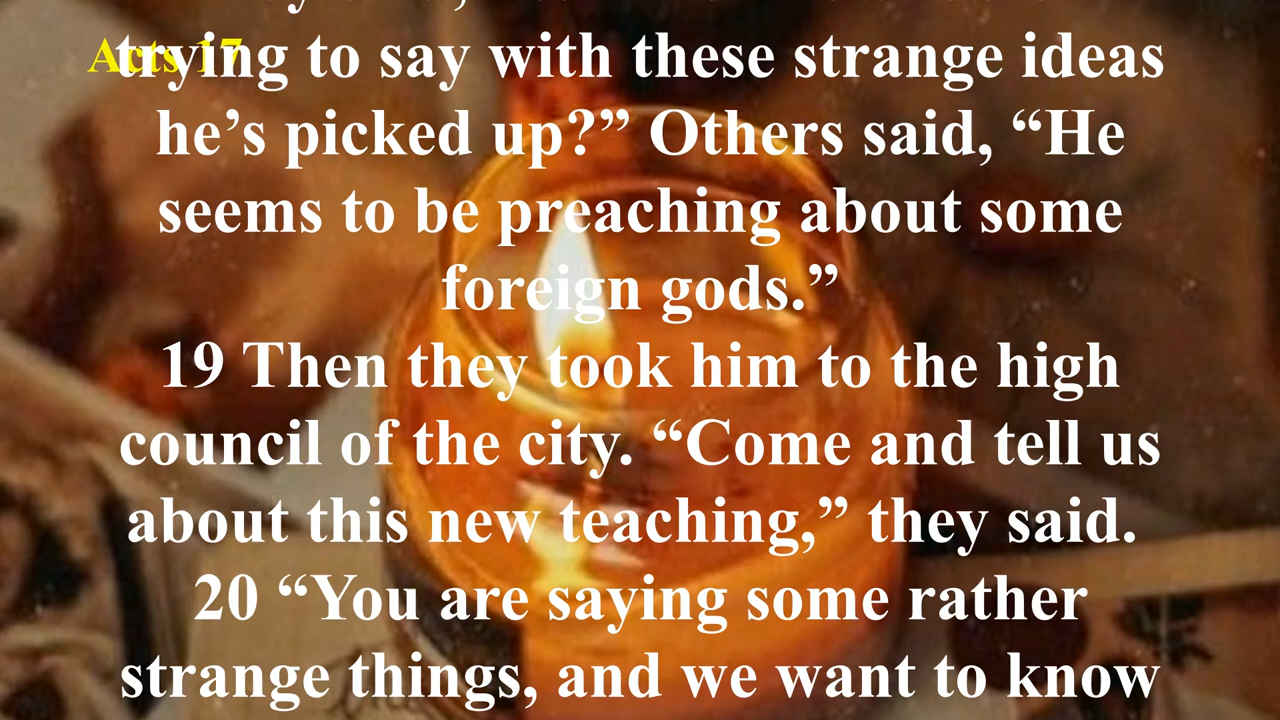 Acts 17
trying to say with these strange ideas
he’s picked up?” Others said, “He
seems to be preaching about some
foreign gods.”
19 Then they took him to the high
council of the city. “Come and tell us
about this new teaching,” they said.
20 “You are saying some rather
strange things, and we want to know